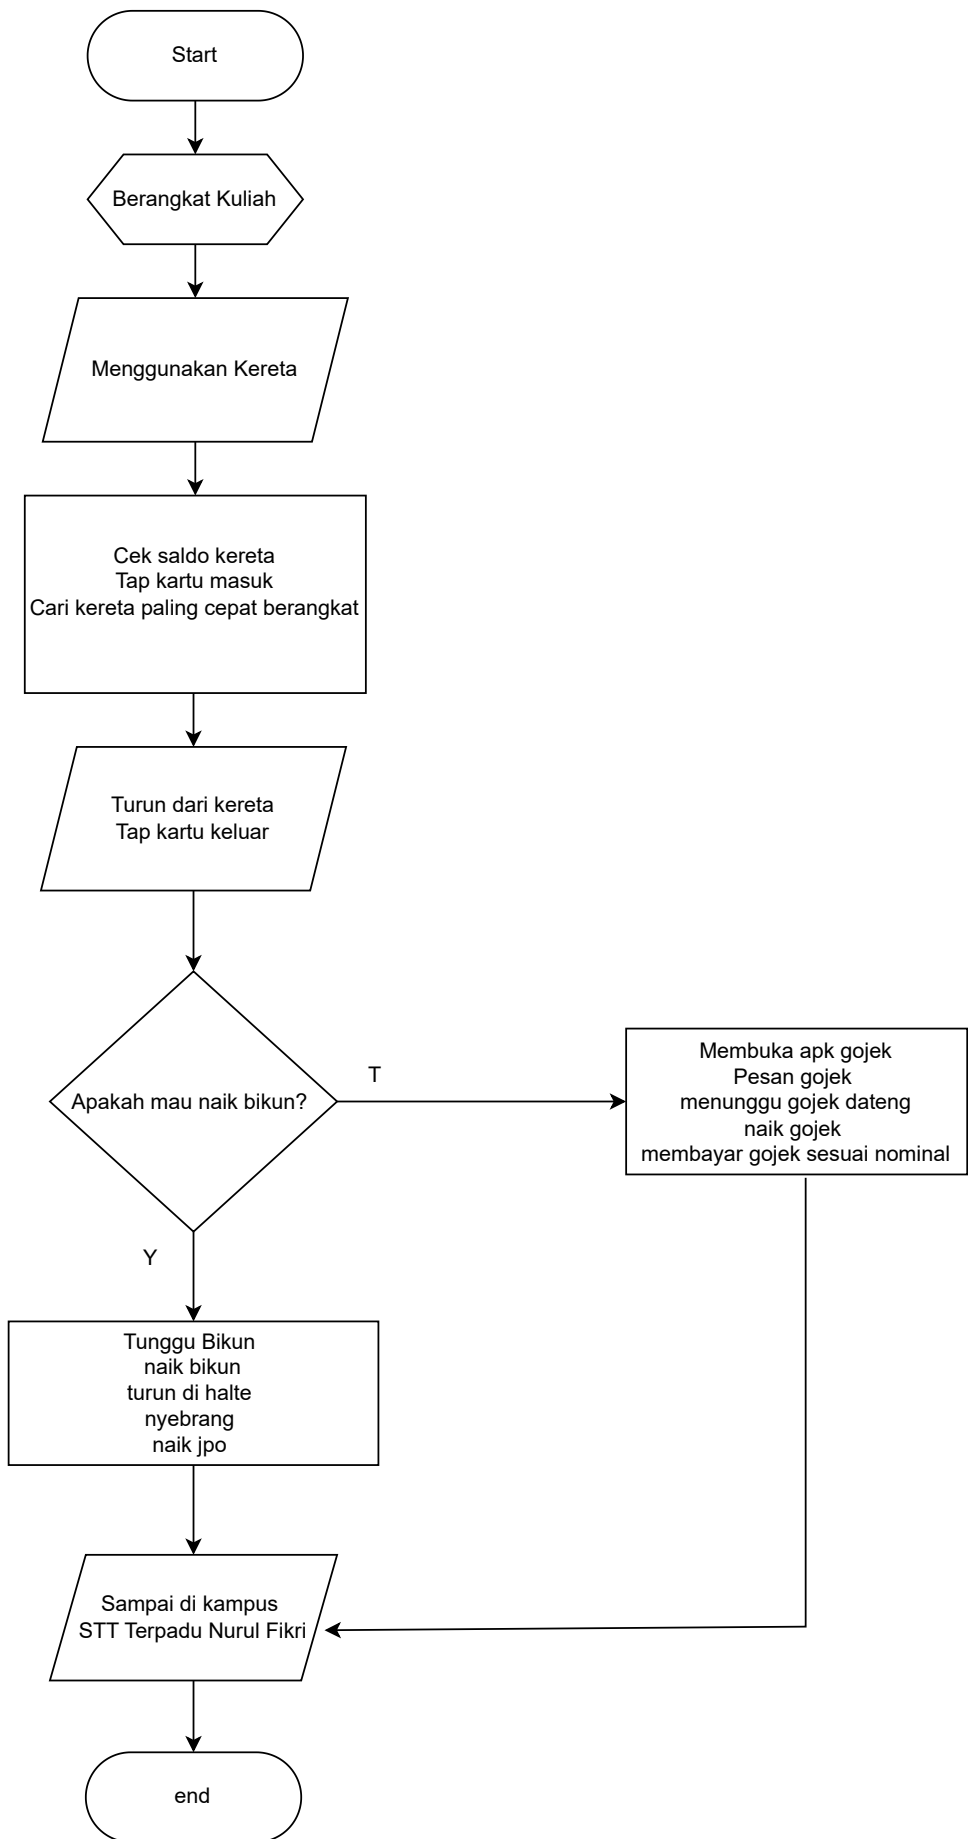 Start
Berangkat Kuliah
Menggunakan Kereta
Cek saldo kereta
Tap kartu masuk
Cari kereta paling cepat berangkat
Turun dari kereta
Tap kartu keluar
Apakah mau naik bikun?
T
Membuka apk gojek
Pesan gojek
menunggu gojek dateng
naik gojek
membayar gojek sesuai nominal
Y
Tunggu Bikun
naik bikun
turun di halte
nyebrang
naik jpo
Sampai di kampus
STT Terpadu Nurul Fikri
end